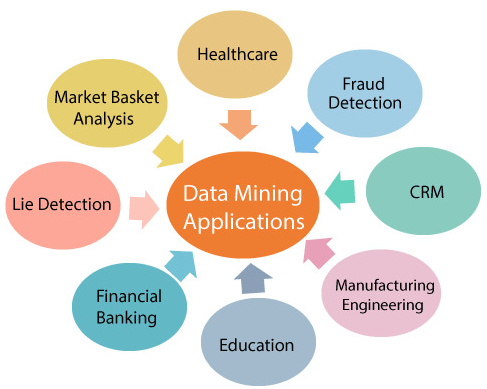 Healthcare
Fraud
Detection
CRM
Manufacturing
Engineering
Education
Financial
Banking
Lie Detection
Market Basket
Analysis
Data Mining
Applications